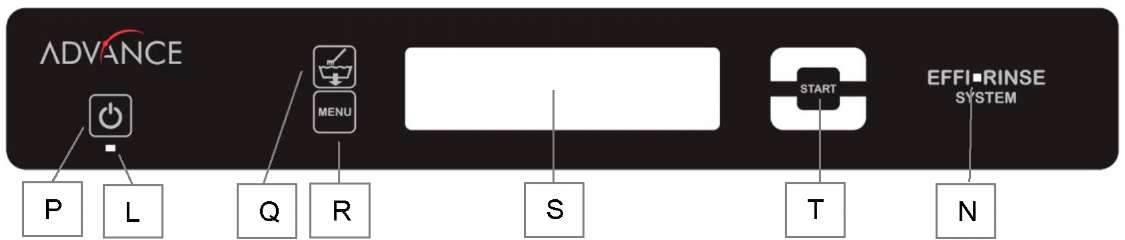 ADVANCE
MENU
START
EFFI RINSE
SYSTEM
P
L
Q
R
S
T
N